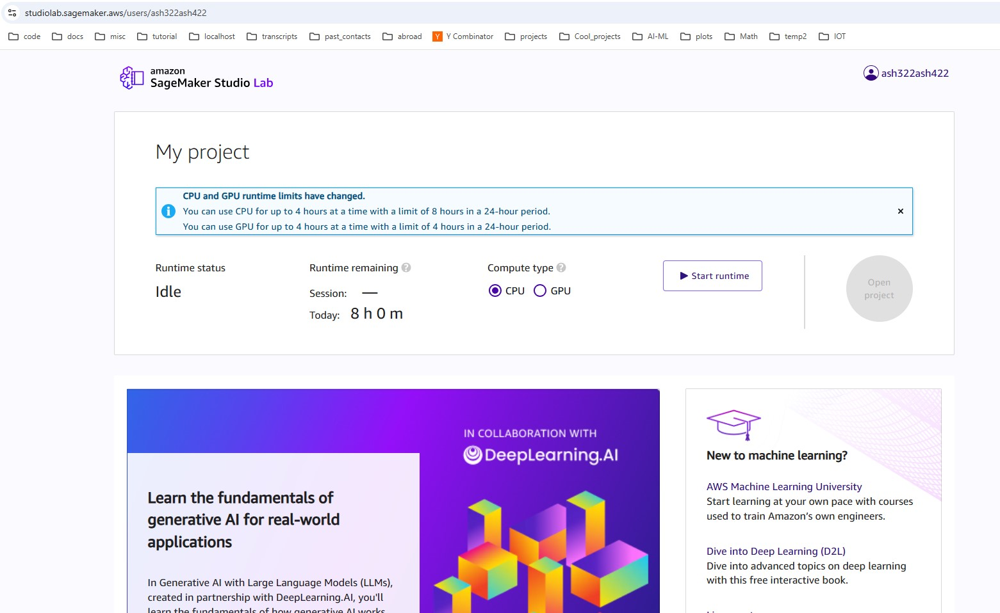 studiolab.sagemaker.aws/users/ash322ash422
code docs misc tutorial localhost transcripts past_contacts abroad Y Y Combinator projects Cool_projects AI-ML plots Math temp2 IOT
amazon
SageMaker Studio Lab
ash322ash422
My project
CPU and GPU runtime limits have changed.
You can use CPU for up to 4 hours at a time with a limit of 8 hours in a 24-hour period.
You can use GPU for up to 4 hours at a time with a limit of 4 hours in a 24-hour period.
Runtime status
Idle
Runtime remaining ?
Session: —
Today: 8 h 0 m
Compute type ?
CPU GPU
Start runtime
Open
project
IN COLLABORATION WITH
DeepLearning.AI
Learn the fundamentals of
generative AI for real-world
applications
In Generative AI with Large Language Models (LLMs),
created in partnership with DeepLearning.AI, you'll
learn the fundamentals of how generative AI works
New to machine learning?
AWS Machine Learning University
Start learning at your own pace with courses
used to train Amazon’s own engineers.
Dive into Deep Learning (D2L)
Dive into advanced topics on deep learning
with this free interactive book.